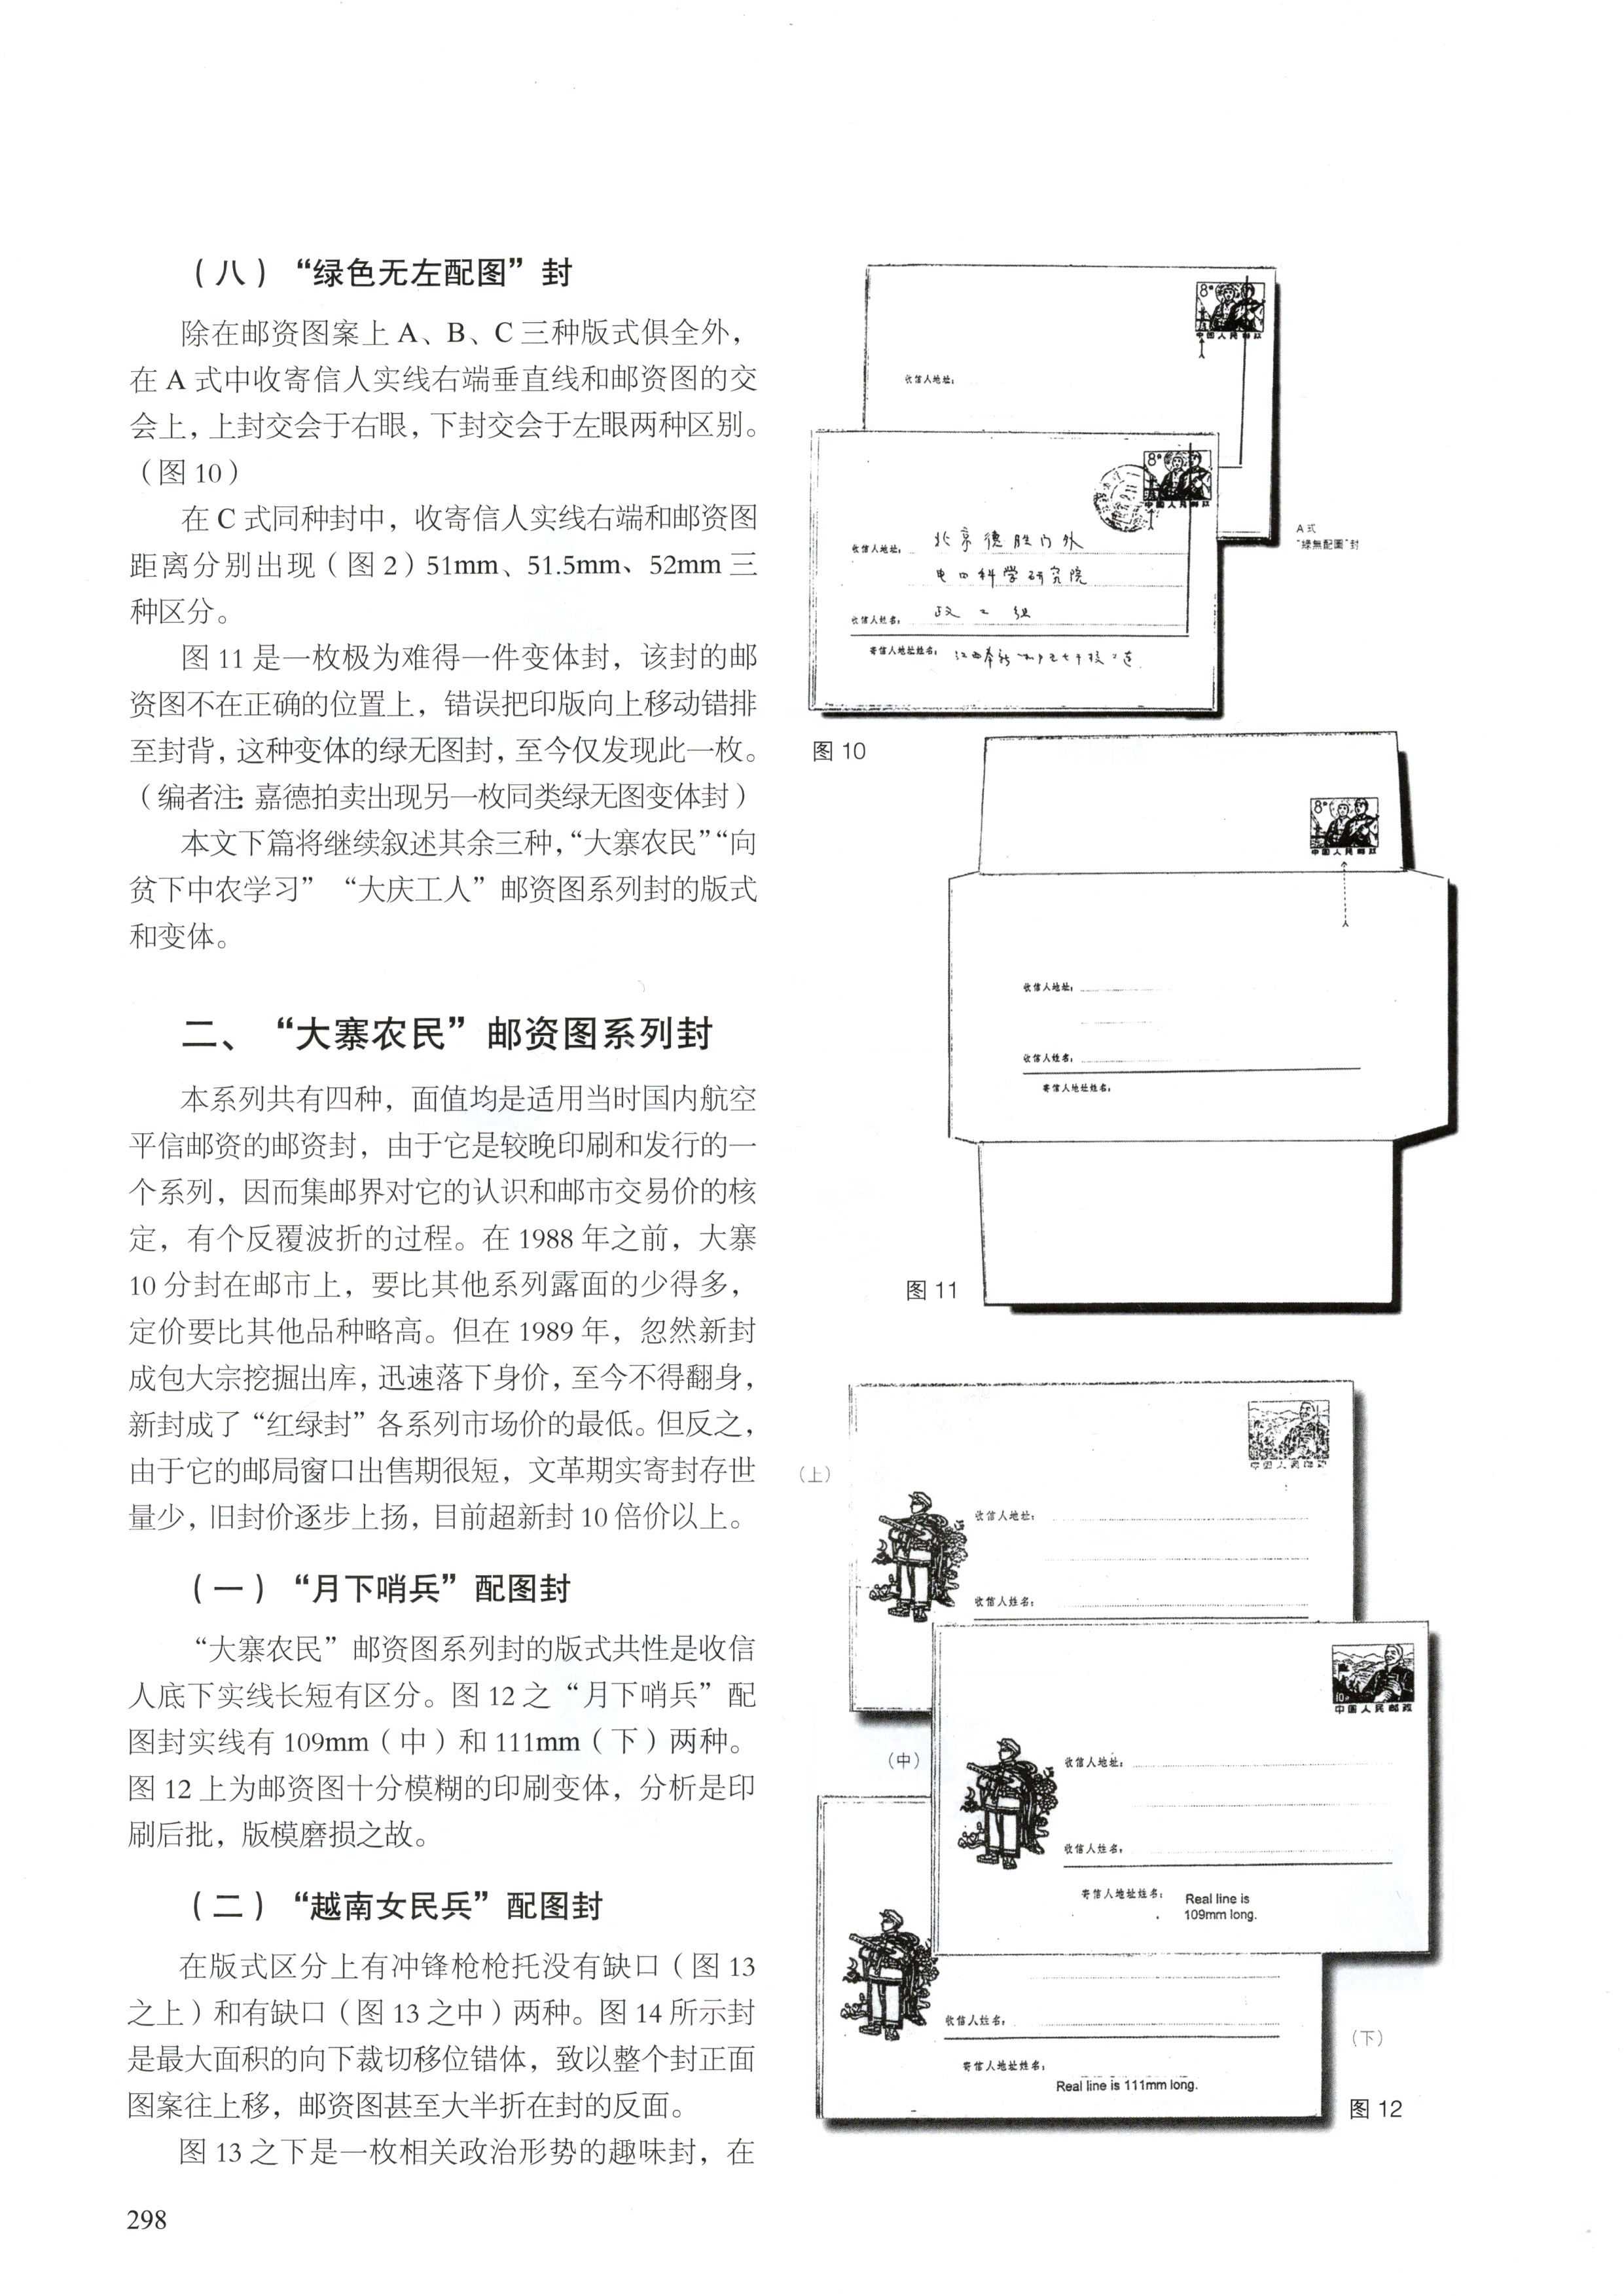 （八）“绿色无左配图”封
除在邮资图案上 A、B、C 三种版式俱全外，
在 A 式中收寄信人实线右端垂直线和邮资图的交
会上，上封交会于右眼，下封交会于左眼两种区别。
（图 10）
在 C 式同种封中，收寄信人实线右端和邮资图
距离分别出现（图 2）51mm、51.5mm、52mm 三
种区分。
图 11 是一枚极为难得一件变体封，该封的邮
资图不在正确的位置上，错误把印版向上移动错排
至封背，这种变体的绿无图封，至今仅发现此一枚。
（编者注：嘉德拍卖出现另一枚同类绿无图变体封）
本文下篇将继续叙述其余三种，“大寨农民”“向
贫下中农学习” “大庆工人”邮资图系列封的版式
和变体。
二、“大寨农民”邮资图系列封
本系列共有四种，面值均是适用当时国内航空
平信邮资的邮资封，由于它是较晚印刷和发行的一
个系列，因而集邮界对它的认识和邮市交易价的核
定，有个反覆波折的过程。在 1988 年之前，大寨
10 分封在邮市上，要比其他系列露面的少得多，
定价要比其他品种略高。但在 1989 年，忽然新封
成包大宗挖掘出库，迅速落下身价，至今不得翻身，
新封成了“红绿封”各系列市场价的最低。但反之，
由于它的邮局窗口出售期很短，文革期实寄封存世
量少，旧封价逐步上扬，目前超新封 10 倍价以上。
（一）“月下哨兵”配图封
“大寨农民”邮资图系列封的版式共性是收信
人底下实线长短有区分。图 12 之“月下哨兵”配
图封实线有 109mm（中）和 111mm（下）两种。
图 12 上为邮资图十分模糊的印刷变体，分析是印
刷后批，版模磨损之故。
（二）“越南女民兵”配图封
在版式区分上有冲锋枪枪托没有缺口（图 13
之上）和有缺口（图 13 之中）两种。图 14 所示封
是最大面积的向下裁切移位错体，致以整个封正面
图案往上移，邮资图甚至大半折在封的反面。
图 13 之下是一枚相关政治形势的趣味封，在
298
8
中国人民邮政
收信人地址：
8
中国人民邮政
收信人地址： 北京德胜门外
电四科学研究院
收信人姓名： 政工组
寄信人地址姓名：
A 式
“綠無配圖”封
图 10
8
中国人民邮政
收信人地址：
收信人姓名：
寄信人地址姓名：
图 11
（上）
中国人民邮政
收信人地址：
收信人姓名：
（中）
10
中国人民邮政
收信人地址：
收信人姓名：
寄信人地址姓名：
Real line is
109mm long.
收信人姓名：
寄信人地址姓名：
Real line is 111mm long.
（下）
图 12